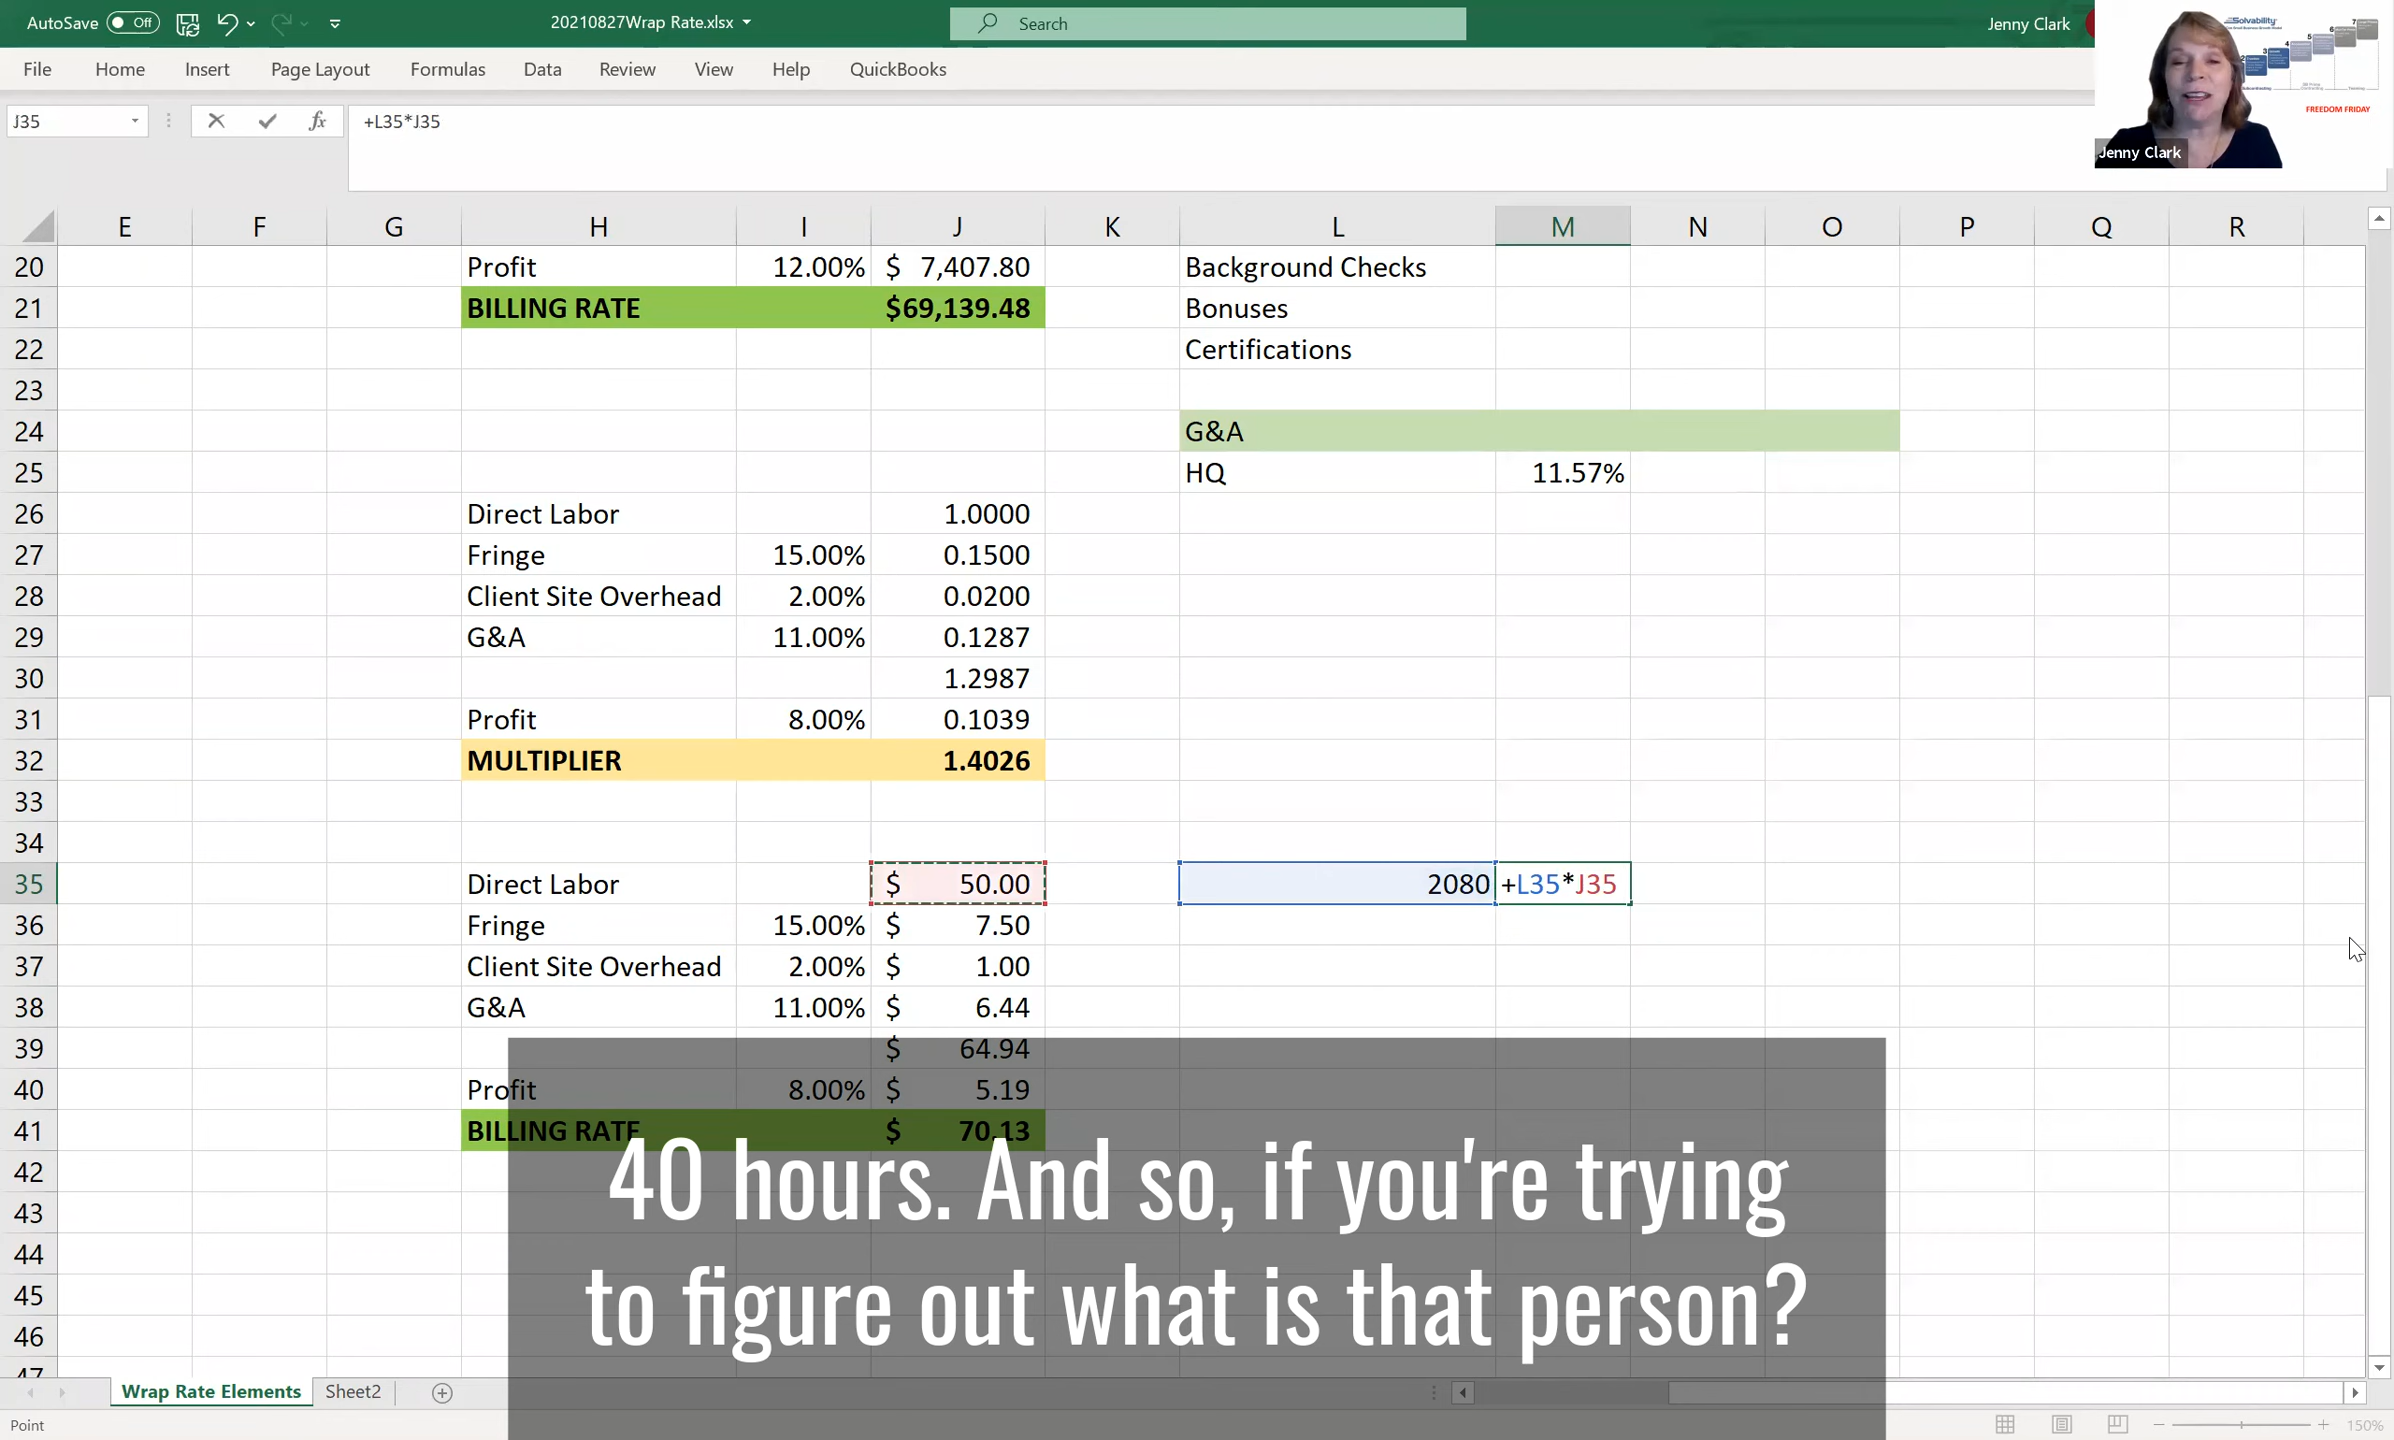 AutoSave Off 20210827Wrap Rate.xlsx Search Jenny Clark
File Home Insert Page Layout Formulas Data Review View Help QuickBooks
Solvability
FREEDOM FRIDAY
Jenny Clark
J35 fx +L35*J35
E F G H I J K L M N O P Q R
20 Profit 12.00% $ 7,407.80 Background Checks
21 BILLING RATE $69,139.48 Bonuses
22 Certifications
23
24 G&A
25 HQ 11.57%
26 Direct Labor 1.0000
27 Fringe 15.00% 0.1500
28 Client Site Overhead 2.00% 0.0200
29 G&A 11.00% 0.1287
30 1.2987
31 Profit 8.00% 0.1039
32 MULTIPLIER 1.4026
33
34
35 Direct Labor $ 50.00 2080 +L35*J35
36 Fringe 15.00% $ 7.50
37 Client Site Overhead 2.00% $ 1.00
38 G&A 11.00% $ 6.44
39 $ 64.94
40 Profit 8.00% $ 5.19
41 BILLING RATE $ 70.13
42
43
44
45
46
47
40 hours. And so, if you're trying
to figure out what is that person?
Wrap Rate Elements Sheet2
Point 150%